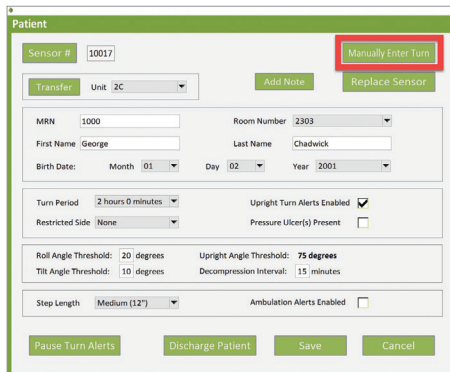 Patient
Sensor # 10017 Manually Enter Turn
Transfer Unit 2C Add Note Replace Sensor
MRN 1000 Room Number 2303
First Name George Last Name Chadwick
Birth Date: Month 01 Day 02 Year 2001
Turn Period 2 hours 0 minutes Upright Turn Alerts Enabled
Restricted Side None Pressure Ulcer(s) Present
Roll Angle Threshold: 20 degrees Upright Angle Threshold: 75 degrees
Tilt Angle Threshold: 10 degrees Decompression Interval: 15 minutes
Step Length Medium (12") Ambulation Alerts Enabled
Pause Turn Alerts Discharge Patient Save Cancel